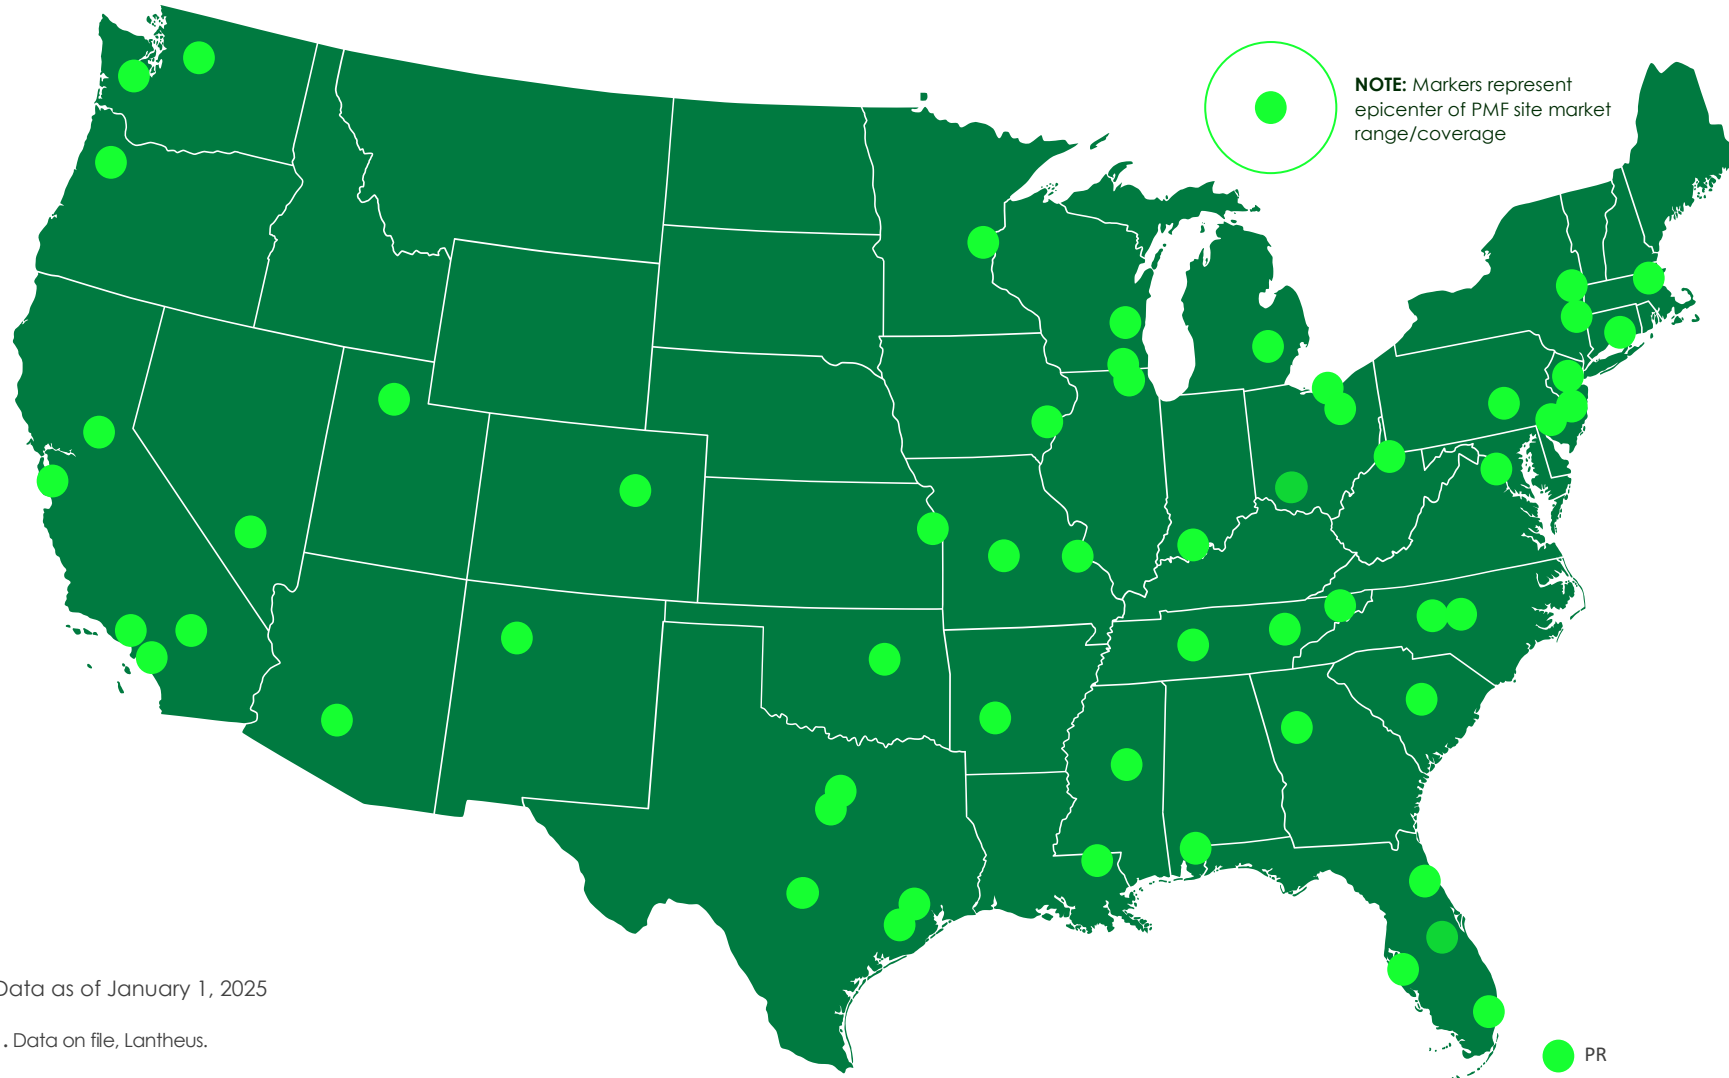 NOTE: Markers represent
epicenter of PMF site market
range/coverage
Data as of January 1, 2025
. Data on file, Lantheus.
PR